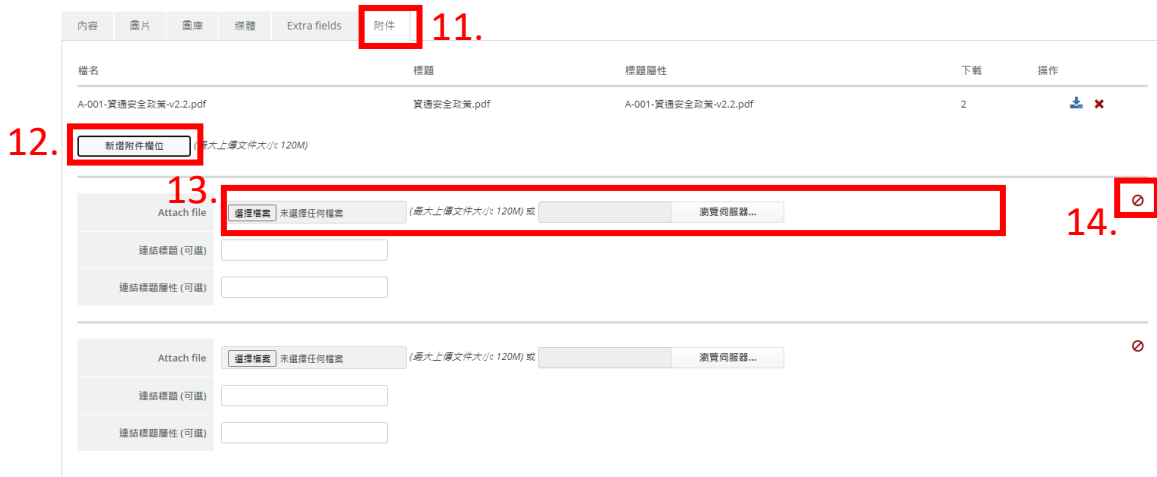 內容 圖片 圖庫 媒體 Extra fields 附件 11.
檔名 標題 標題屬性 下載 操作
A-001-資通安全政策-v2.2.pdf 資通安全政策.pdf A-001-資通安全政策-v2.2.pdf 2
12. 新增附件欄位 (最大上傳文件大小: 120M)
13.
Attach file 選擇檔案 未選擇任何檔案 (最大上傳文件大小: 120M) 或 瀏覽伺服器...
14.
連結標題 (可選)
連結標題屬性 (可選)
Attach file 選擇檔案 未選擇任何檔案 (最大上傳文件大小: 120M) 或 瀏覽伺服器...
連結標題 (可選)
連結標題屬性 (可選)